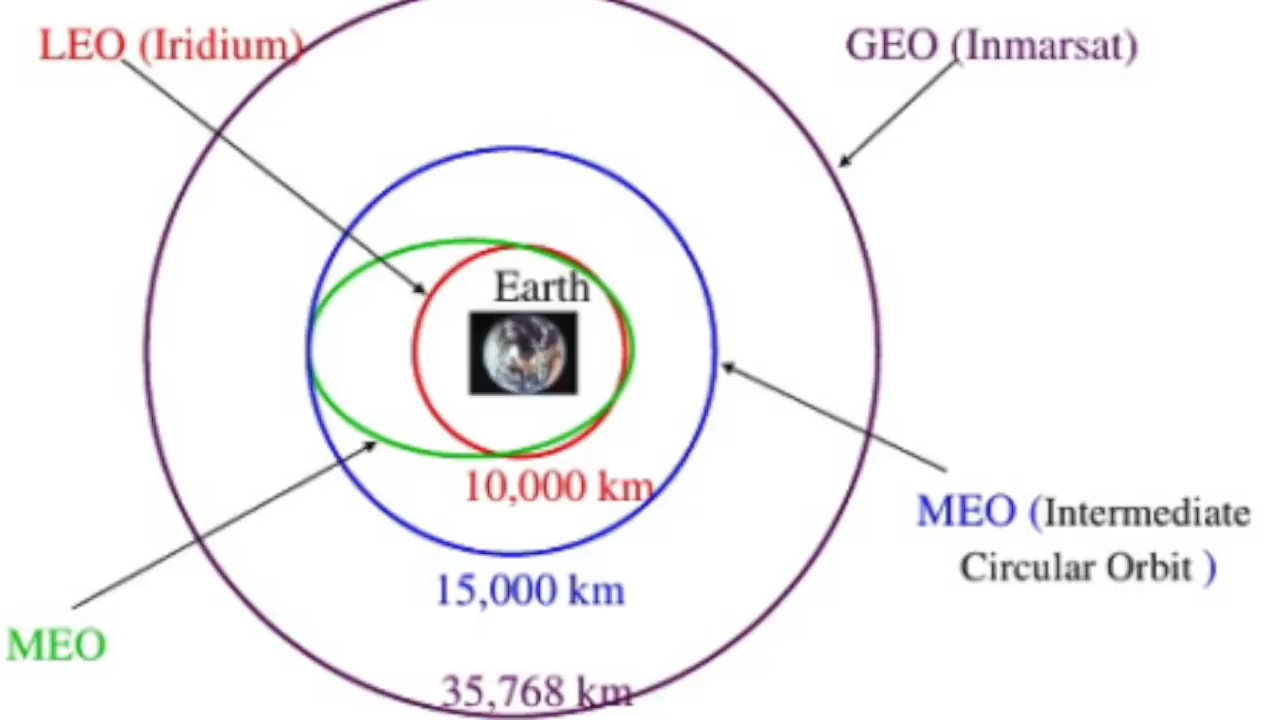 LEO (Iridium)
GEO (Inmarsat)
Earth
10,000 km
MEO (Intermediate
Circular Orbit )
15,000 km
MEO
35,768 km